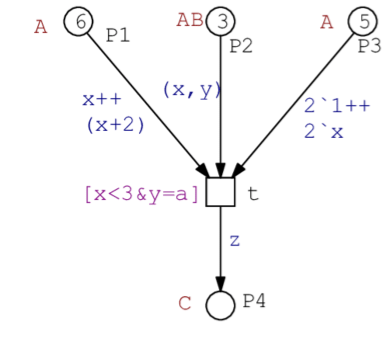 A 6 P1
AB 3 P2
A 5 P3
x++
(x+2)
(x,y)
2`1++
2`x
[x<3&y=a] t
z
C P4